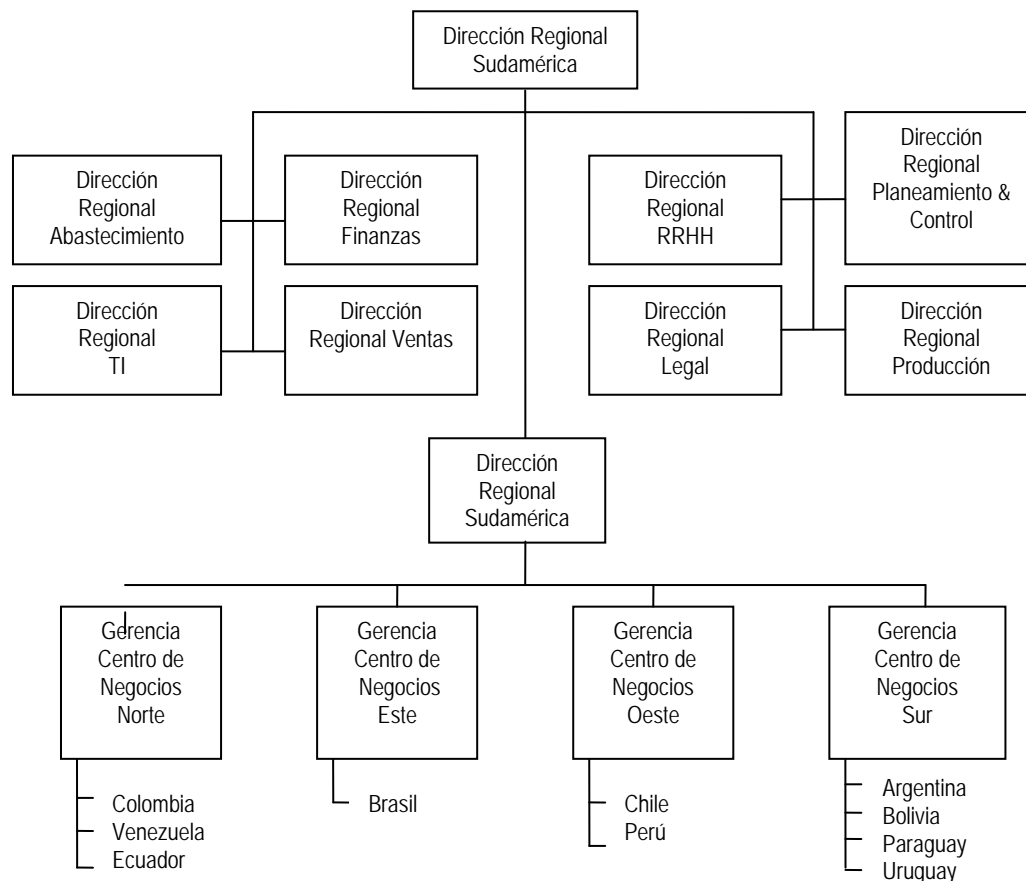 Dirección Regional
Sudamérica
Dirección
Regional
Abastecimiento
Dirección
Regional
Finanzas
Dirección
Regional
RRHH
Dirección
Regional
Planeamiento &
Control
Dirección
Regional
TI
Dirección
Regional Ventas
Dirección
Regional
Legal
Dirección
Regional
Producción
Dirección
Regional
Sudamérica
Gerencia
Centro de
Negocios
Norte
Gerencia
Centro de
Negocios
Este
Gerencia
Centro de
Negocios
Oeste
Gerencia
Centro de
Negocios
Sur
Colombia
Venezuela
Ecuador
Brasil
Chile
Perú
Argentina
Bolivia
Paraguay
Uruguay